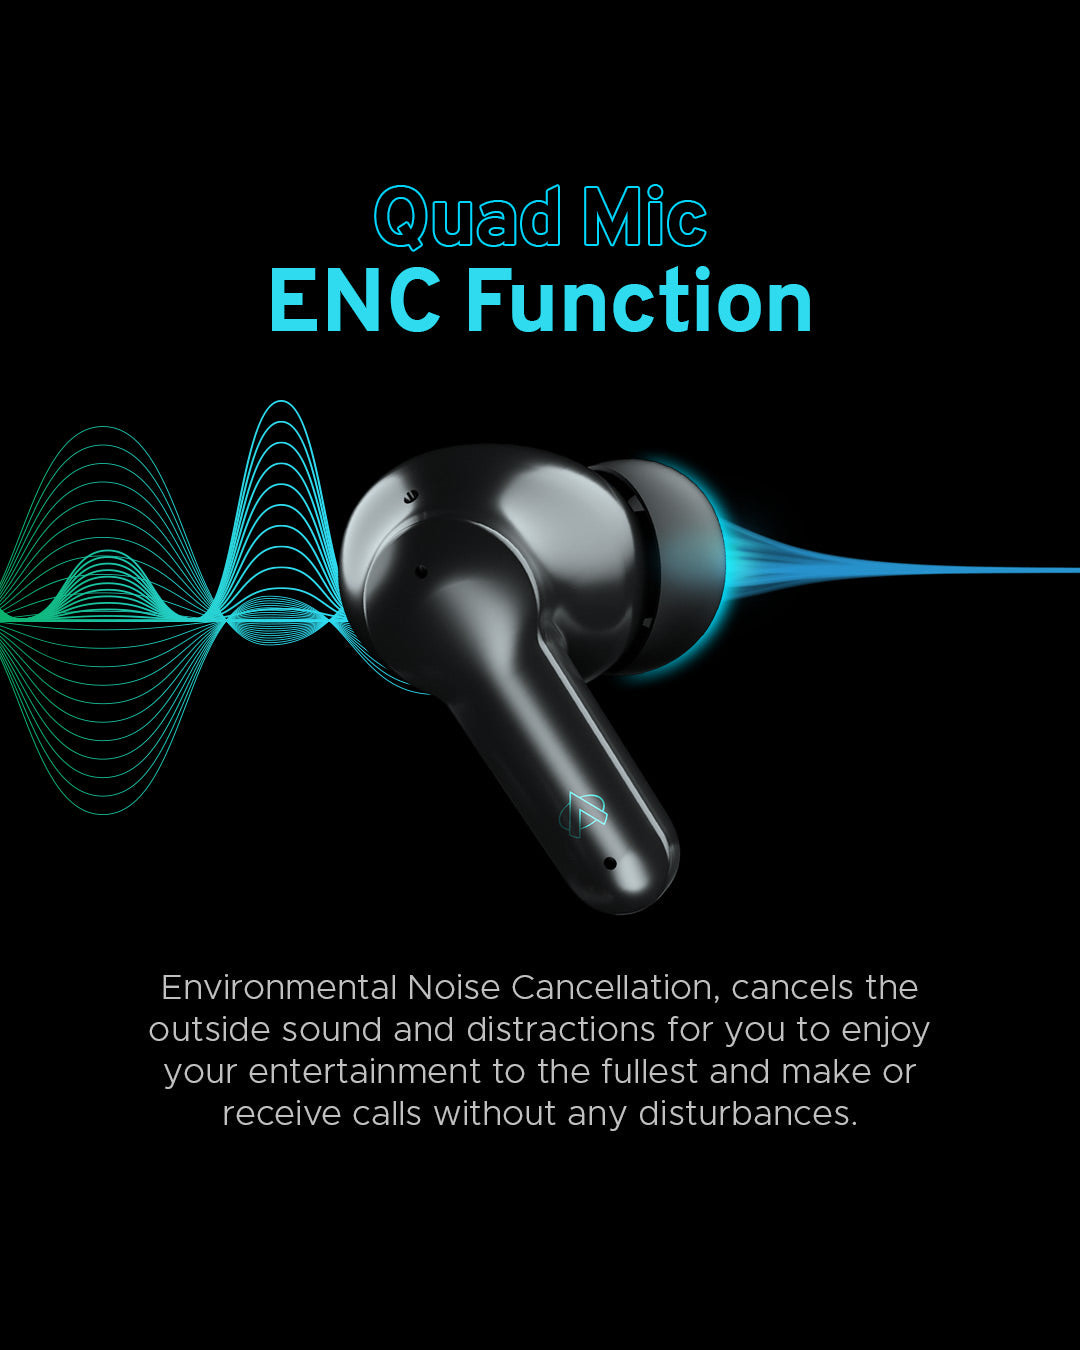 Quad Mic
ENC Function
Environmental Noise Cancellation, cancels the
outside sound and distractions for you to enjoy
your entertainment to the fullest and make or
receive calls without any disturbances.